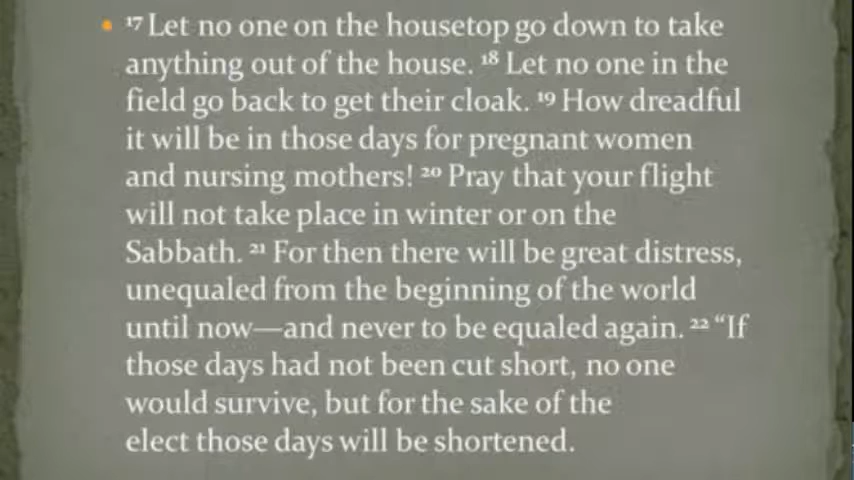 • ¹⁷ Let no one on the housetop go down to take
anything out of the house. ¹⁸ Let no one in the
field go back to get their cloak. ¹⁹ How dreadful
it will be in those days for pregnant women
and nursing mothers! ²⁰ Pray that your flight
will not take place in winter or on the
Sabbath. ²¹ For then there will be great distress,
unequaled from the beginning of the world
until now—and never to be equaled again. ²² “If
those days had not been cut short, no one
would survive, but for the sake of the
elect those days will be shortened.